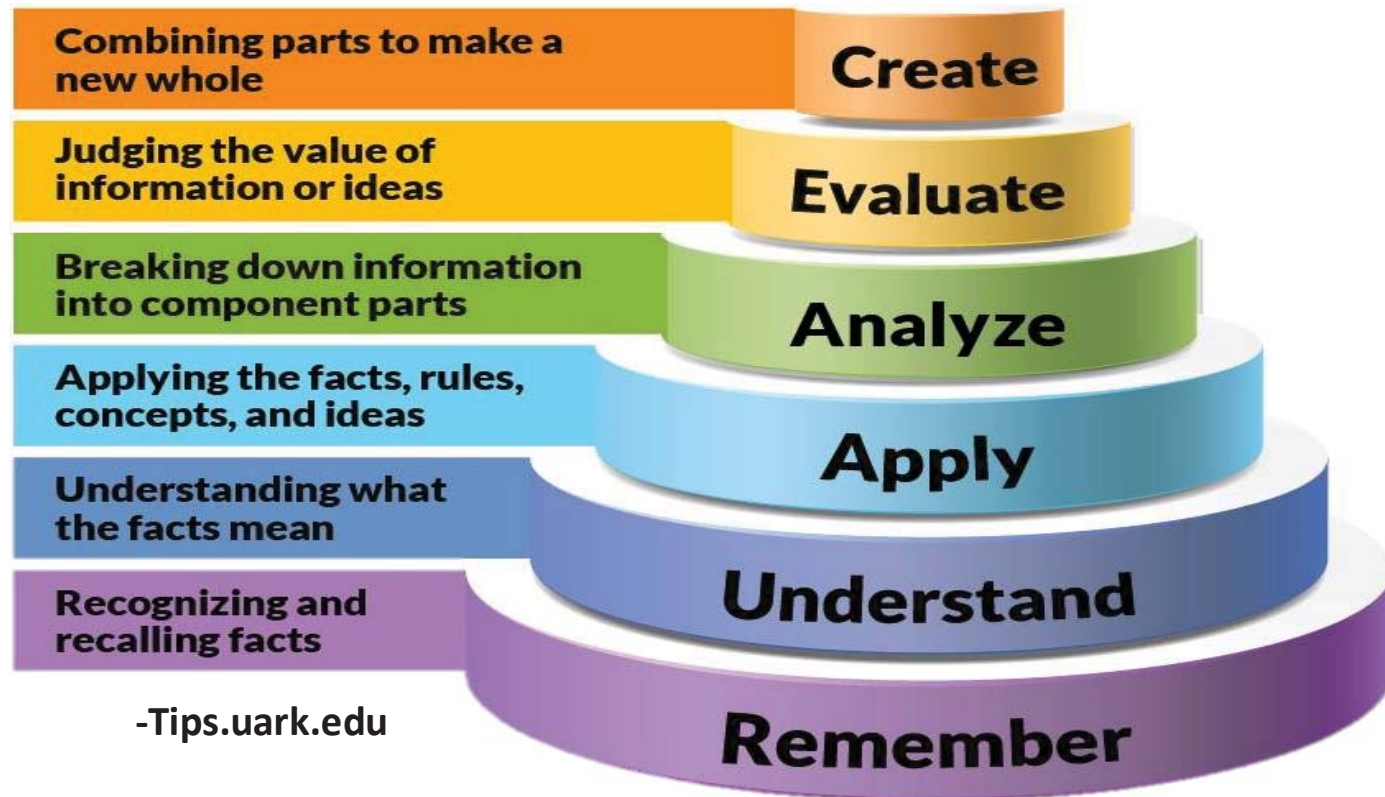 Combining parts to make a
new whole
Create
Judging the value of
information or ideas
Evaluate
Breaking down information
into component parts
Analyze
Applying the facts, rules,
concepts, and ideas
Apply
Understanding what
the facts mean
Understand
Recognizing and
recalling facts
Remember
-Tips.uark.edu